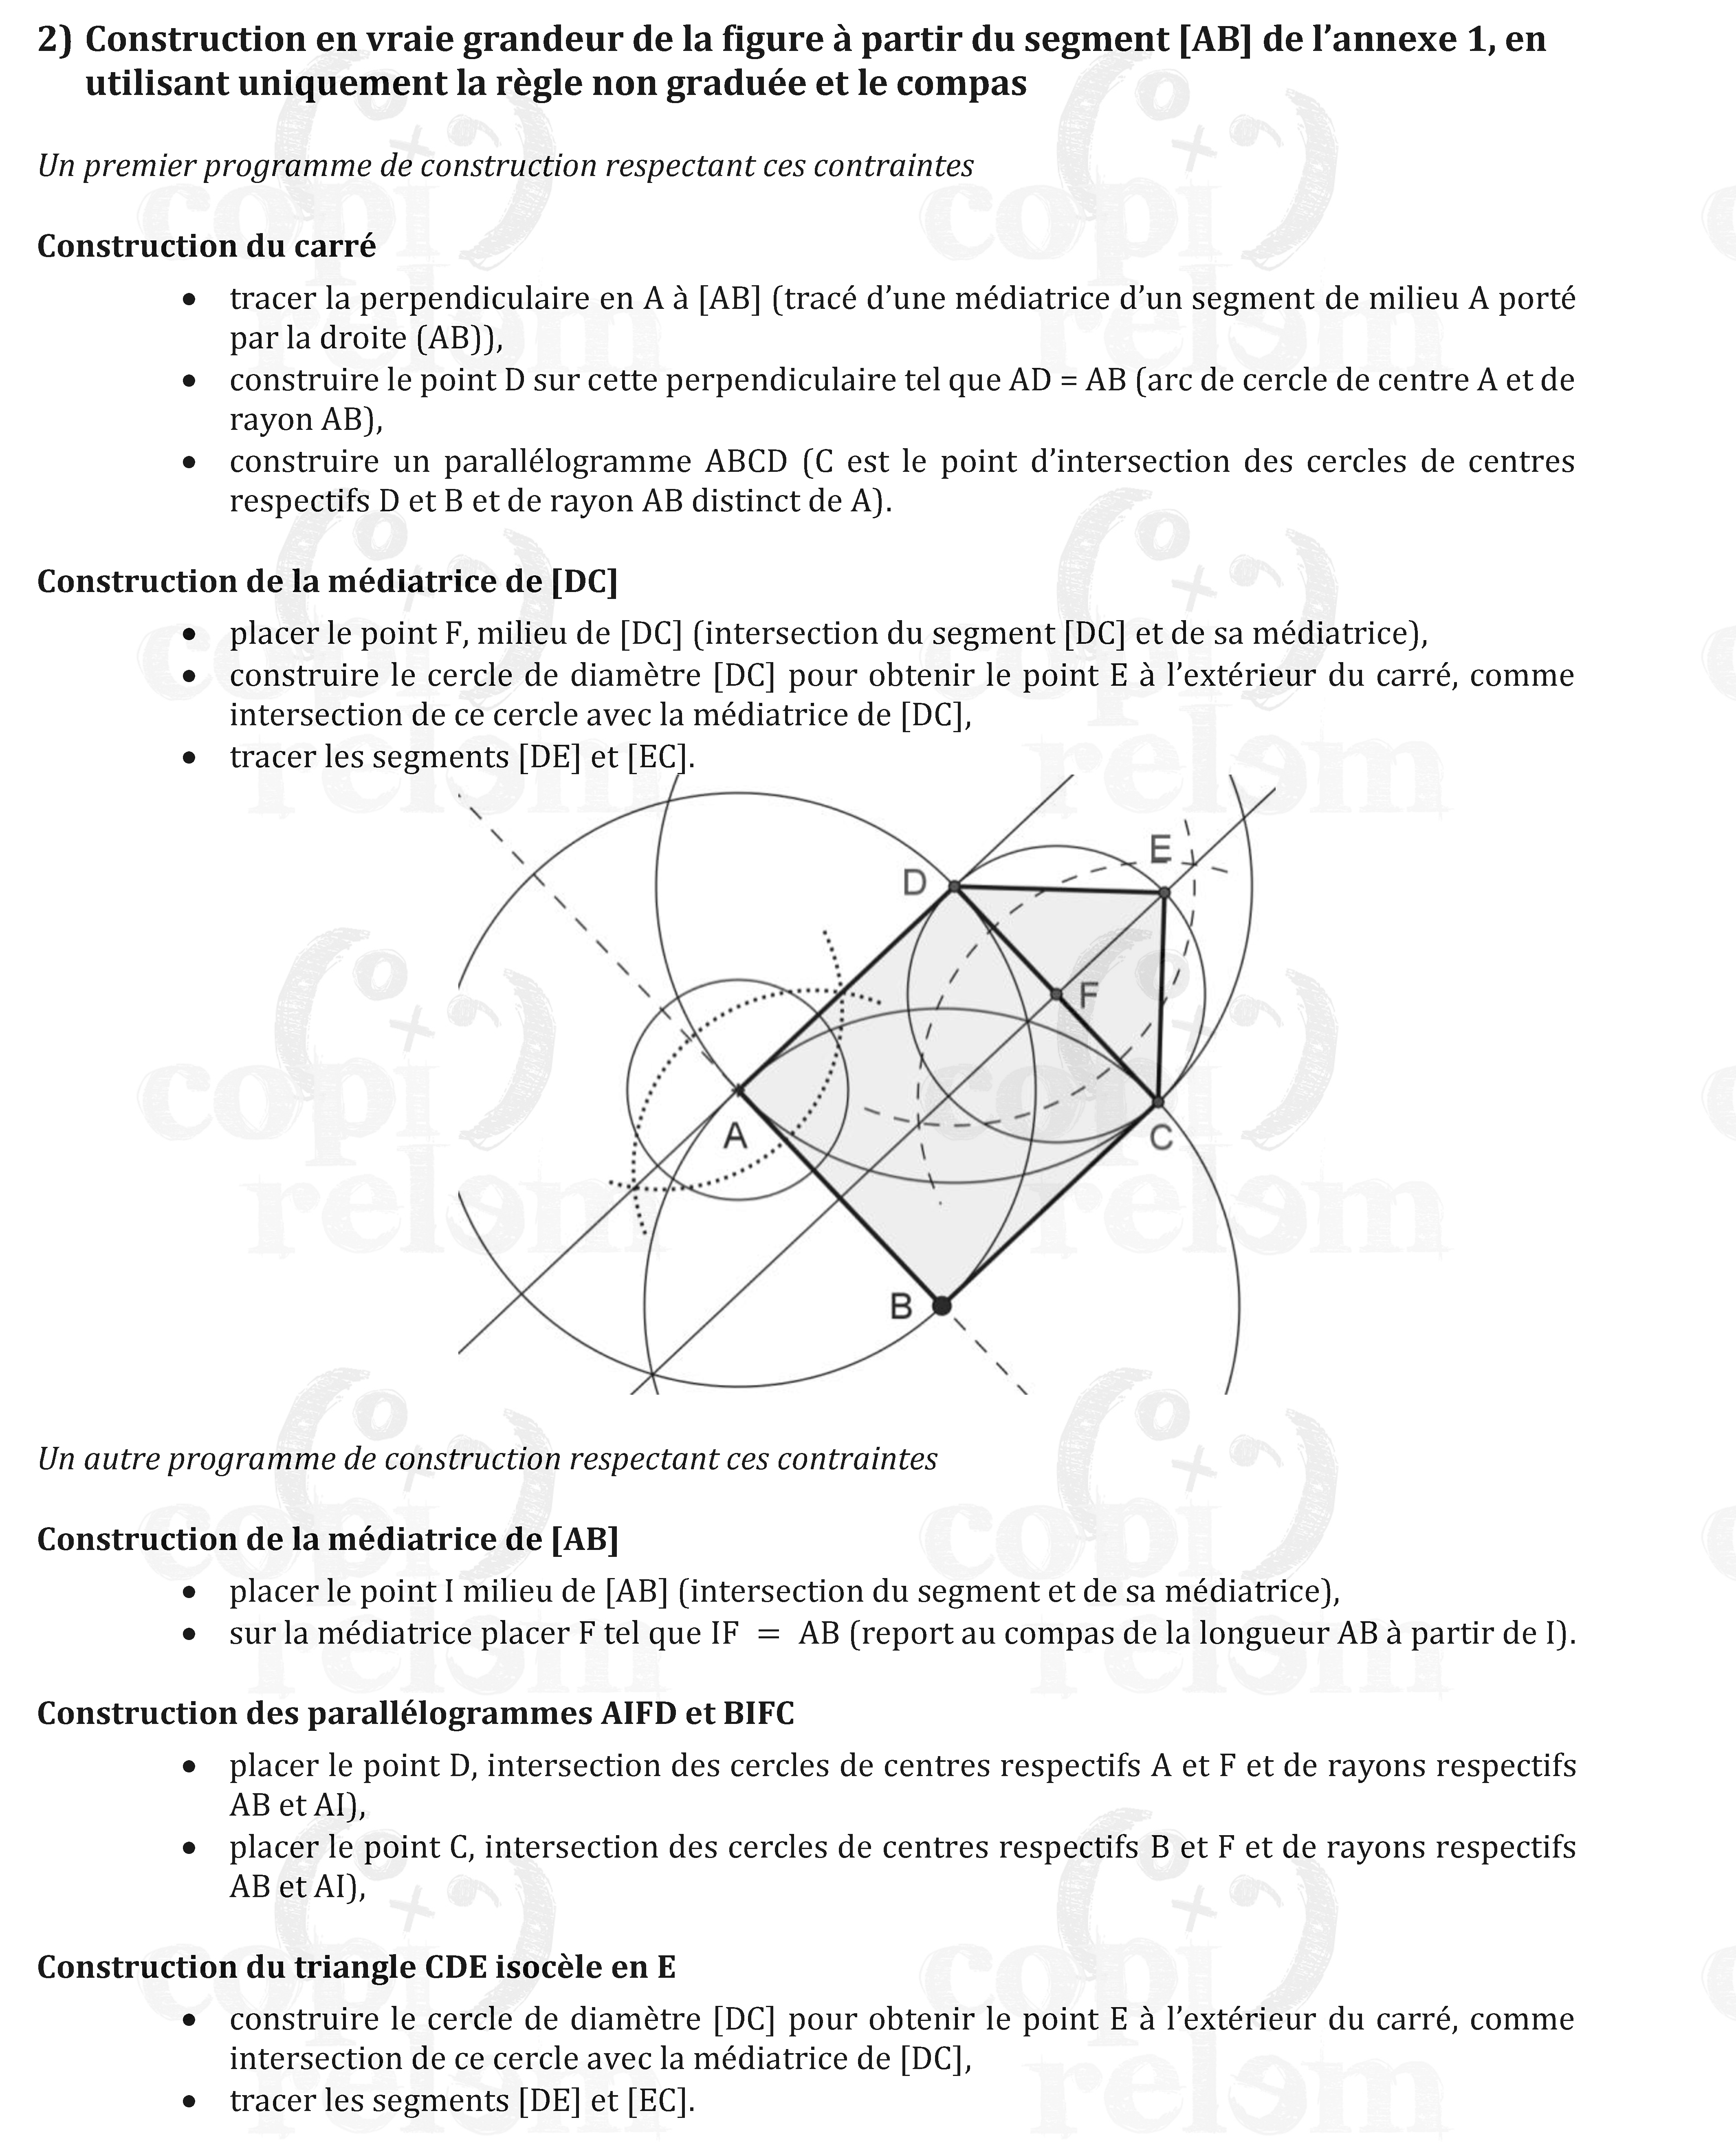 2) Construction en vraie grandeur de la figure à partir du segment [AB] de l'annexe 1, en
utilisant uniquement la règle non graduée et le compas
Un premier programme de construction respectant ces contraintes
Construction du carré
• tracer la perpendiculaire en A à [AB] (tracé d'une médiatrice d'un segment de milieu A porté
par la droite (AB)),
• construire le point D sur cette perpendiculaire tel que AD = AB (arc de cercle de centre A et de
rayon AB),
• construire un parallélogramme ABCD (C est le point d'intersection des cercles de centres
respectifs D et B et de rayon AB distinct de A).
Construction de la médiatrice de [DC]
• placer le point F, milieu de [DC] (intersection du segment [DC] et de sa médiatrice),
• construire le cercle de diamètre [DC] pour obtenir le point E à l'extérieur du carré, comme
intersection de ce cercle avec la médiatrice de [DC],
• tracer les segments [DE] et [EC].
E
D
F
A
C
B
Un autre programme de construction respectant ces contraintes
Construction de la médiatrice de [AB]
• placer le point I milieu de [AB] (intersection du segment et de sa médiatrice),
• sur la médiatrice placer F tel que IF = AB (report au compas de la longueur AB à partir de I).
Construction des parallélogrammes AIFD et BIFC
• placer le point D, intersection des cercles de centres respectifs A et F et de rayons respectifs
AB et AI),
• placer le point C, intersection des cercles de centres respectifs B et F et de rayons respectifs
AB et AI),
Construction du triangle CDE isocèle en E
• construire le cercle de diamètre [DC] pour obtenir le point E à l'extérieur du carré, comme
intersection de ce cercle avec la médiatrice de [DC],
• tracer les segments [DE] et [EC].